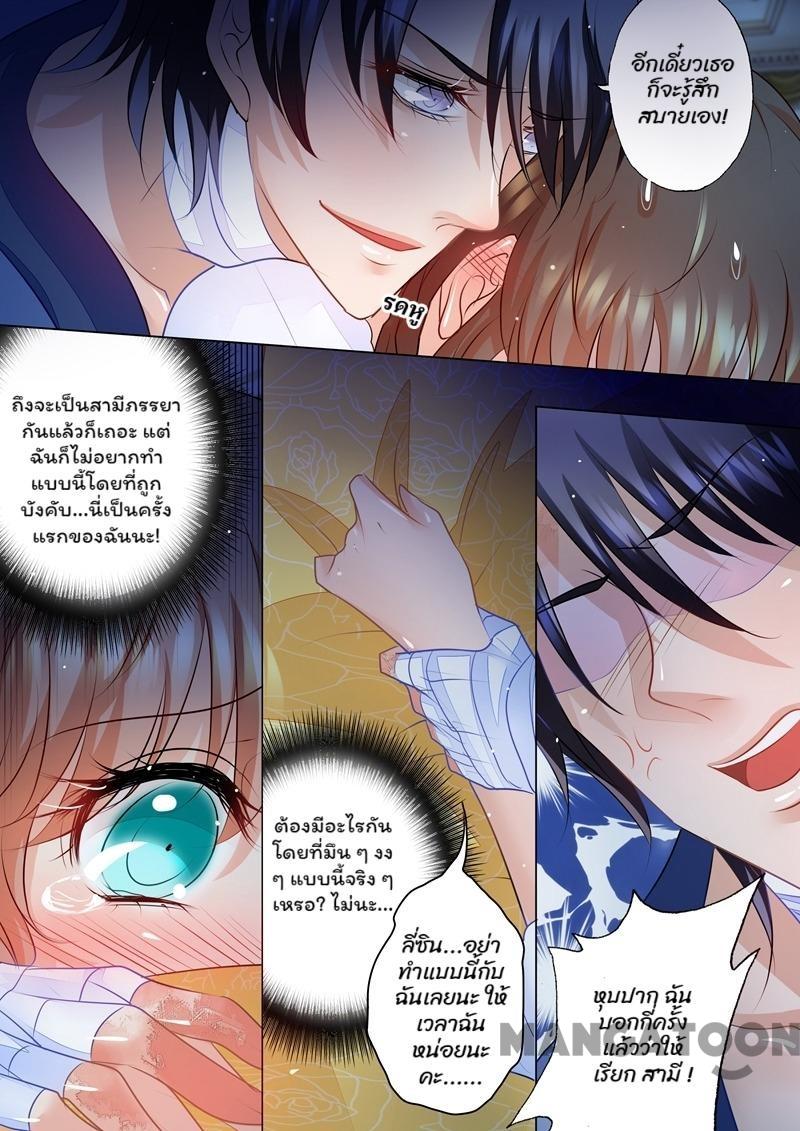 อีกเดี๋ยวเธอ
ก็จะรู้สึก
สบายเอง!
รดหู
ถึงจะเป็นสามีภรรยา
กันแล้วก็เถอะ แต่
ฉันก็ไม่อยากทำ
แบบนี้โดยที่ถูก
บังคับ...นี่เป็นครั้ง
แรกของฉันนะ!
ต้องมีอะไรกัน
โดยที่มึน ๆ งง
ๆ แบบนี้จริง ๆ
เหรอ? ไม่นะ...
ลี่ซิน...อย่า
ทำแบบนี้กับ
ฉันเลยนะ ให้
เวลาฉัน
หน่อยนะ
คะ......
หุบปาก ฉัน
บอกกี่ครั้ง
แล้วว่าให้
เรียก สามี !
MANGATOON